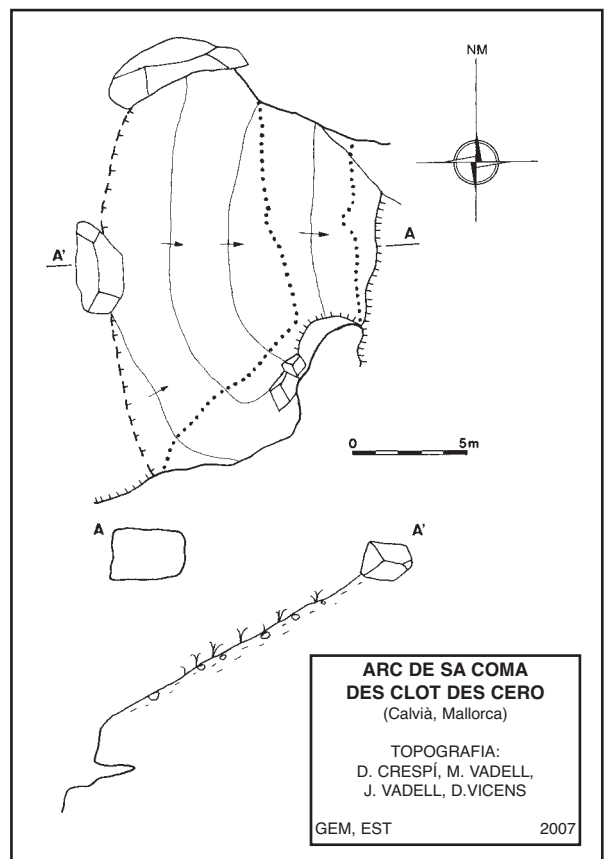 NM
A
A'
0 5m
A A'
ARC DE SA COMA
DES CLOT DES CERO
(Calvià, Mallorca)
TOPOGRAFIA:
D. CRESPÍ, M. VADELL,
J. VADELL, D.VICENS
GEM, EST 2007